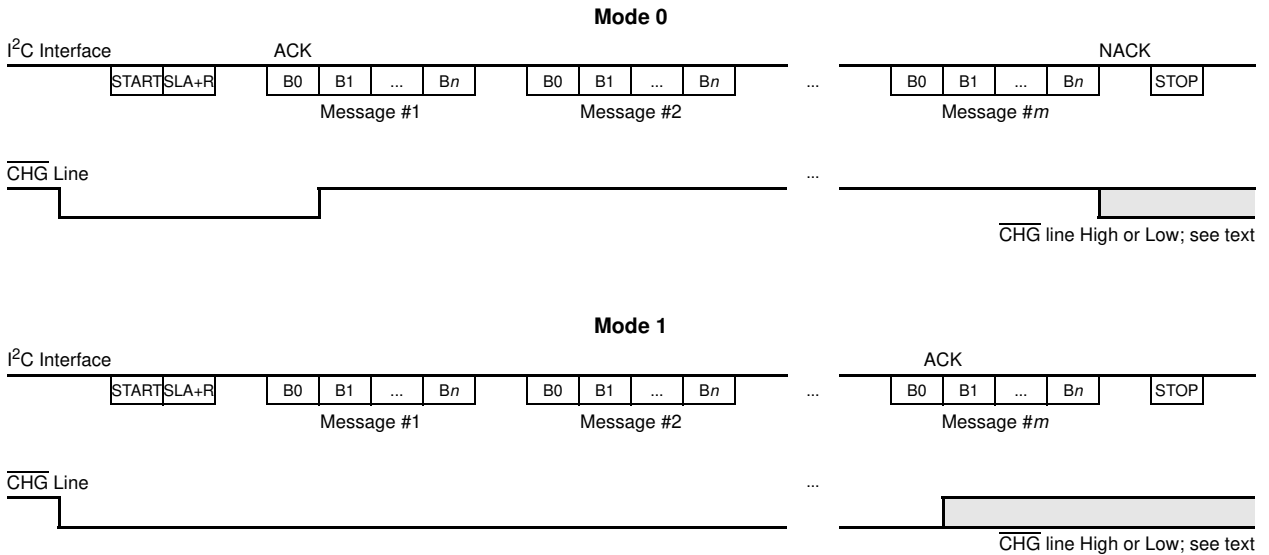 Mode 0
I2C Interface ACK NACK
START SLA+R B0 B1 ... Bn B0 B1 ... Bn ... B0 B1 ... Bn STOP
Message #1 Message #2 Message #m
CHG Line ...
CHG line High or Low; see text
Mode 1
I2C Interface ACK
START SLA+R B0 B1 ... Bn B0 B1 ... Bn ... B0 B1 ... Bn STOP
Message #1 Message #2 Message #m
CHG Line ...
CHG line High or Low; see text